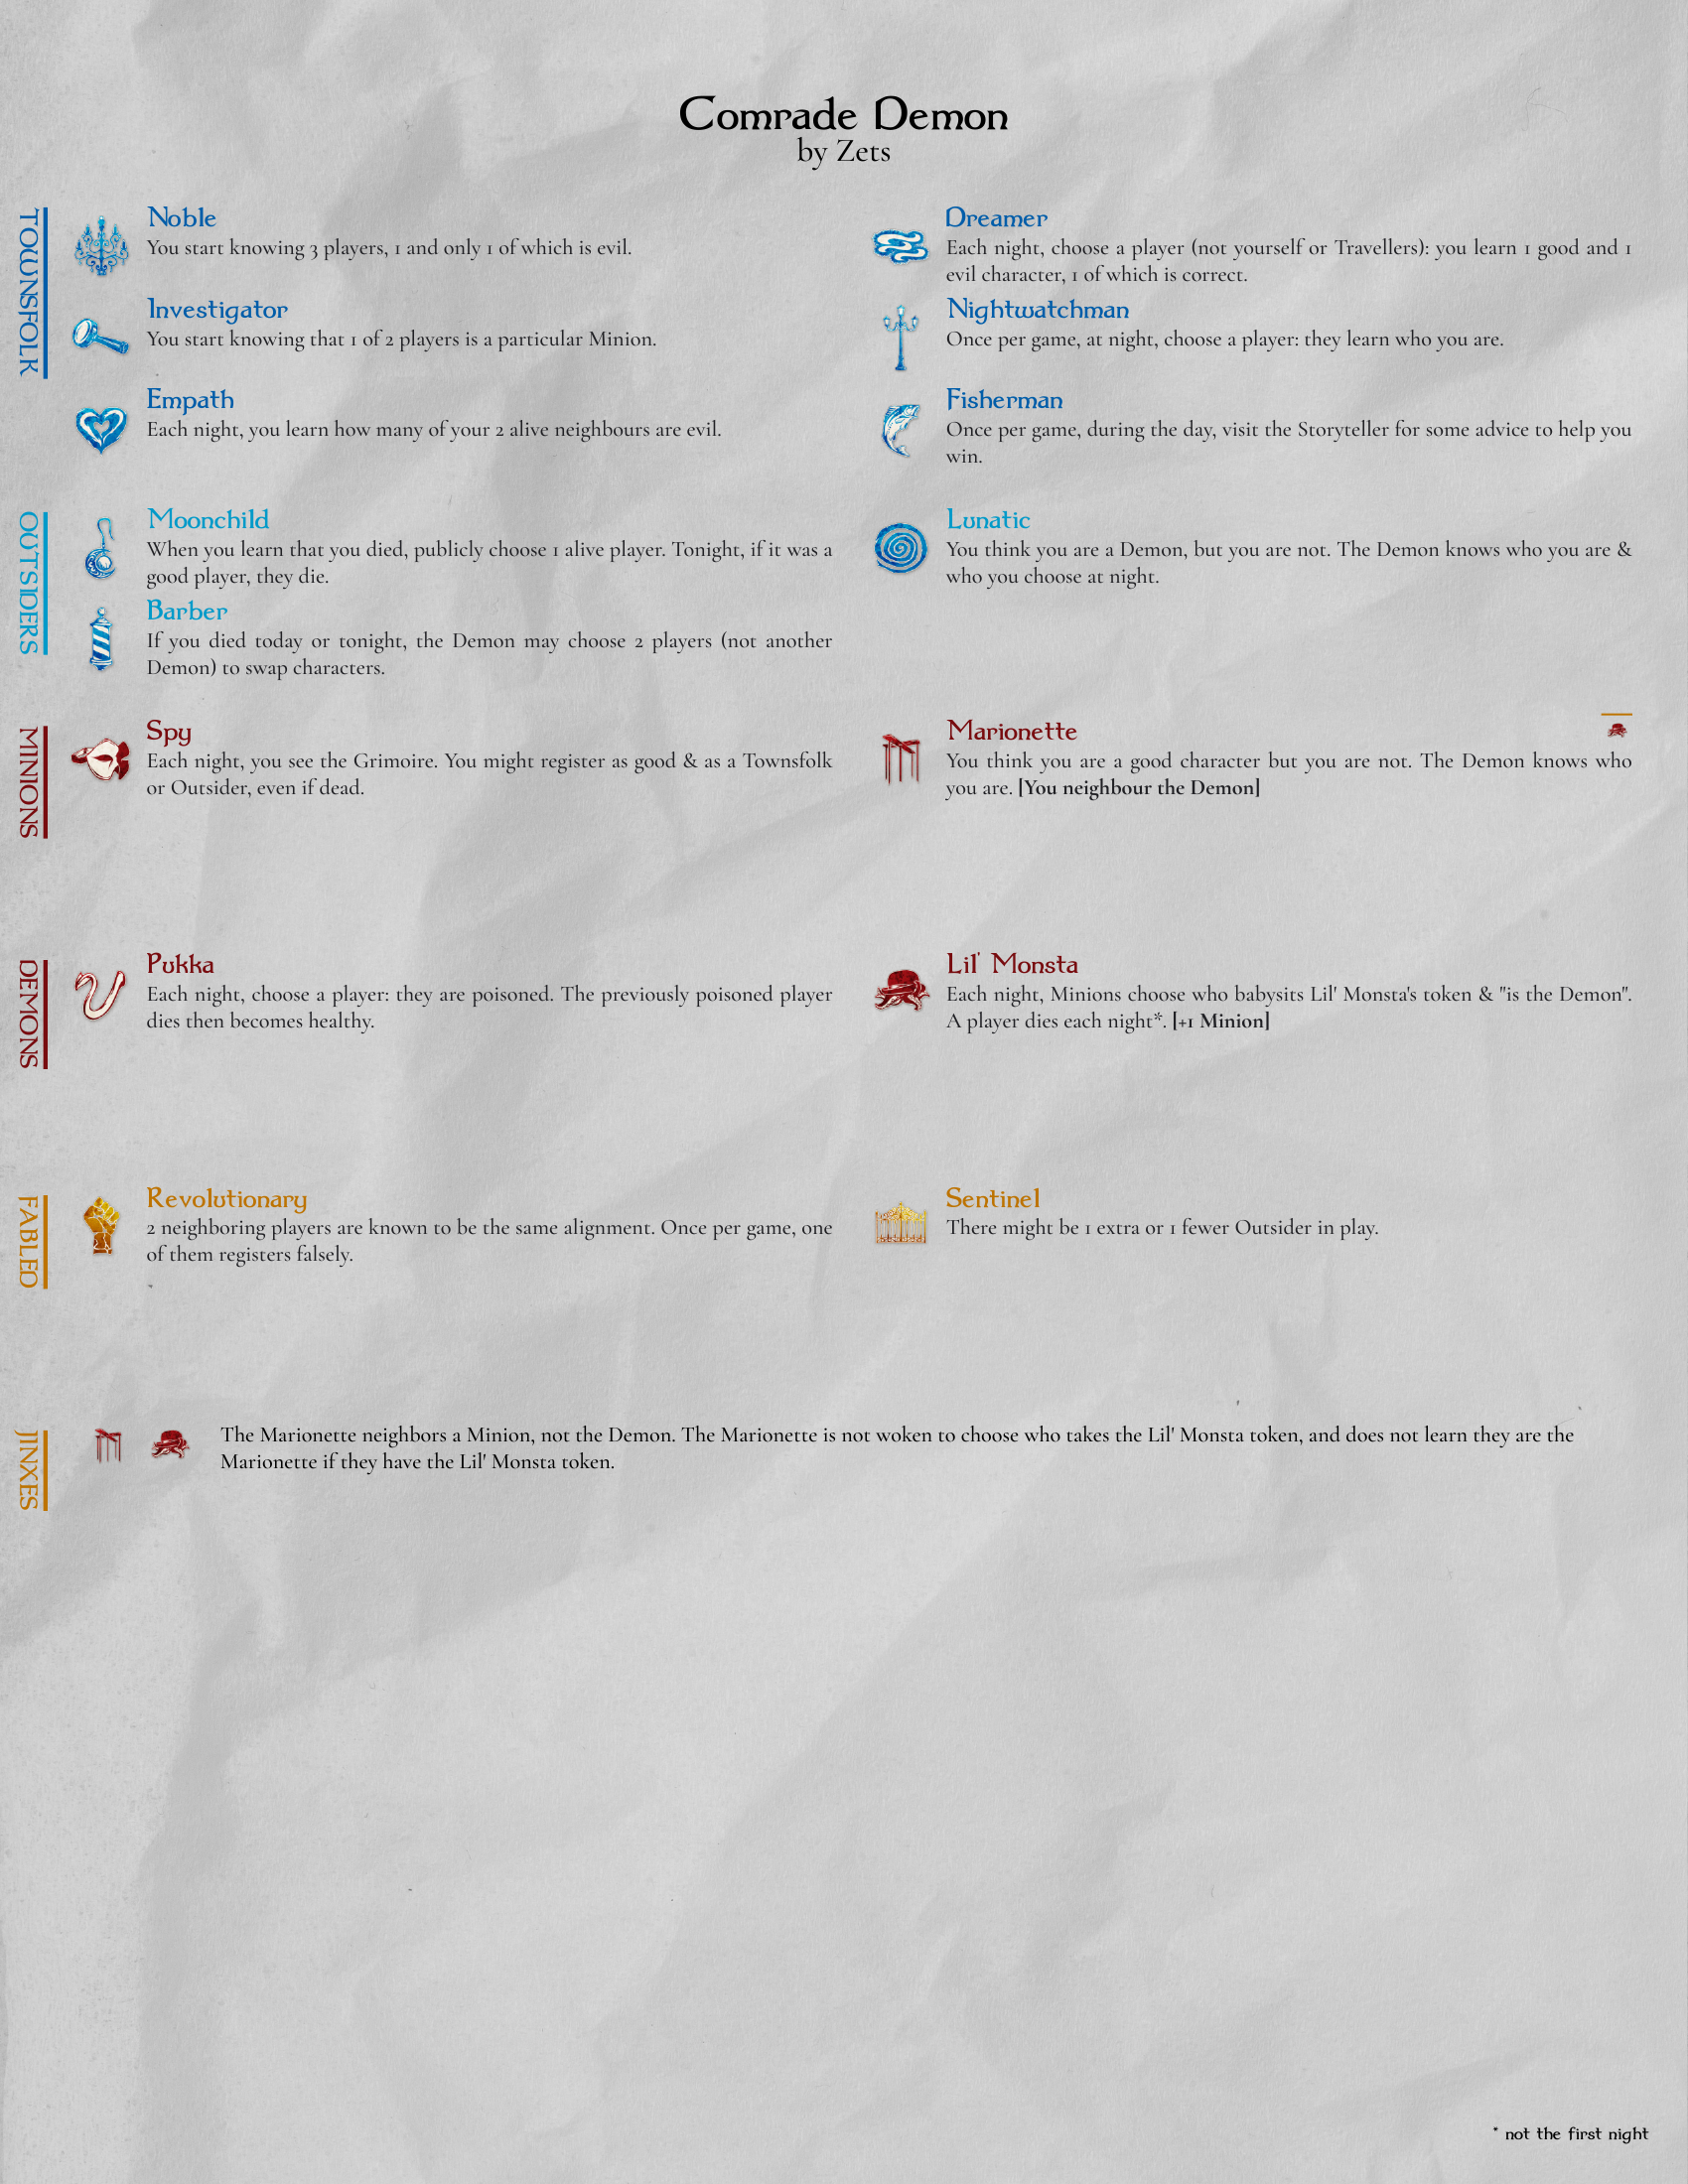 Comrade Demon
by Zets
TOWNSFOLK
Noble
You start knowing 3 players, 1 and only 1 of which is evil.
Dreamer
Each night, choose a player (not yourself or Travellers): you learn 1 good and 1
evil character, 1 of which is correct.
Investigator
You start knowing that 1 of 2 players is a particular Minion.
Nightwatchman
Once per game, at night, choose a player: they learn who you are.
Empath
Each night, you learn how many of your 2 alive neighbours are evil.
Fisherman
Once per game, during the day, visit the Storyteller for some advice to help you
win.
OUTSIDERS
Moonchild
When you learn that you died, publicly choose 1 alive player. Tonight, if it was a
good player, they die.
Lunatic
You think you are a Demon, but you are not. The Demon knows who you are &
who you choose at night.
Barber
If you died today or tonight, the Demon may choose 2 players (not another
Demon) to swap characters.
MINIONS
Spy
Each night, you see the Grimoire. You might register as good & as a Townsfolk
or Outsider, even if dead.
Marionette
You think you are a good character but you are not. The Demon knows who
you are. [You neighbour the Demon]
DEMONS
Pukka
Each night, choose a player: they are poisoned. The previously poisoned player
dies then becomes healthy.
Lil' Monsta
Each night, Minions choose who babysits Lil' Monsta's token & "is the Demon".
A player dies each night*. [+1 Minion]
FABLED
Revolutionary
2 neighboring players are known to be the same alignment. Once per game, one
of them registers falsely.
Sentinel
There might be 1 extra or 1 fewer Outsider in play.
JINXES
The Marionette neighbors a Minion, not the Demon. The Marionette is not woken to choose who takes the Lil' Monsta token, and does not learn they are the
Marionette if they have the Lil' Monsta token.
* not the first night